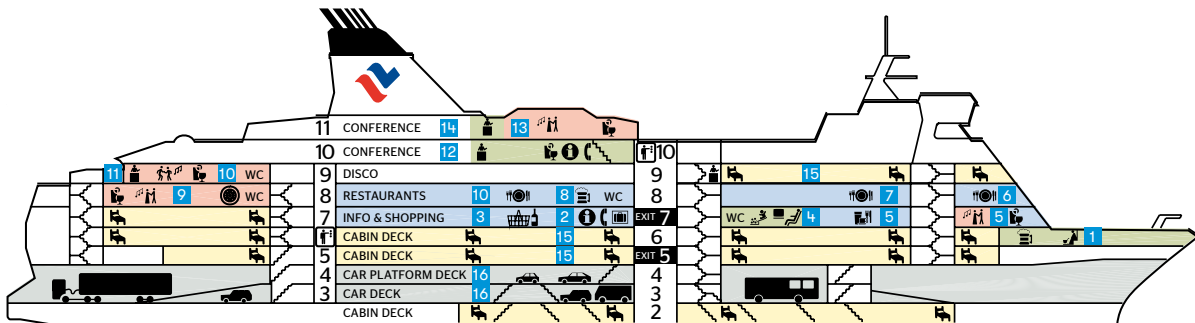 11 CONFERENCE 14 13
10 CONFERENCE 12 10
11 10 WC 9 DISCO 9 15
9 WC 8 RESTAURANTS 10 8 WC 8 7 6
7 INFO & SHOPPING 3 2 EXIT 7 WC 4 5 5
CABIN DECK 15 6 1
5 CABIN DECK 15 EXIT 5
4 CAR PLATFORM DECK 16 4
3 CAR DECK 16 3
CABIN DECK 2